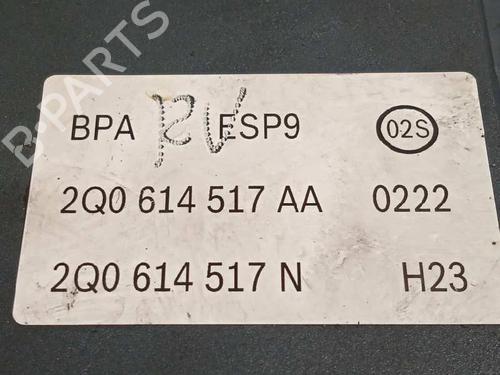 BPA RV ESP9 02S
2Q0 614 517 AA 0222
2Q0 614 517 N H23
B-PARTS